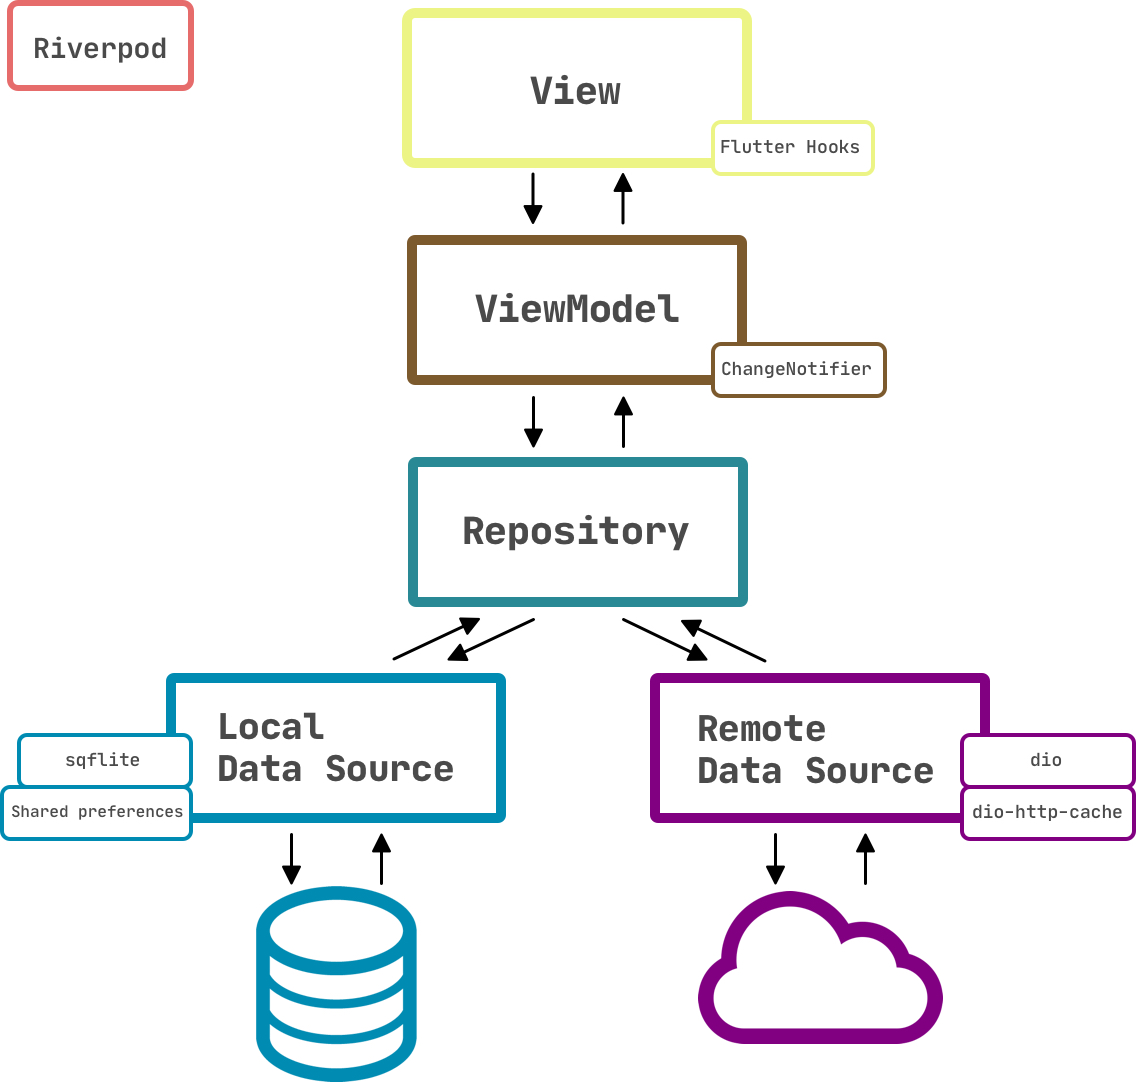 Riverpod
View
Flutter Hooks
ViewModel
ChangeNotifier
Repository
Local
Data Source
sqflite
Shared preferences
Remote
Data Source
dio
dio-http-cache